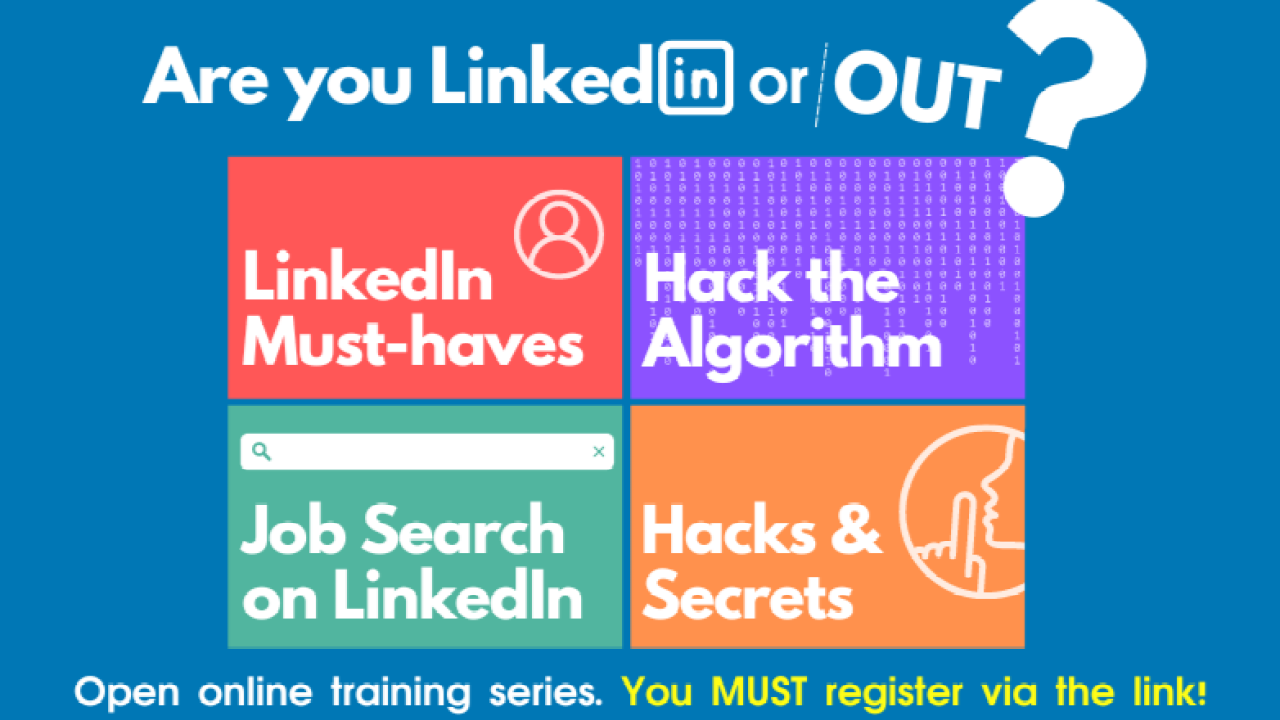 Are you Linkedin or OUT?
LinkedIn
Must-haves
Hack the
Algorithm
Job Search
on LinkedIn
Hacks &
Secrets
Open online training series. You MUST register via the link!